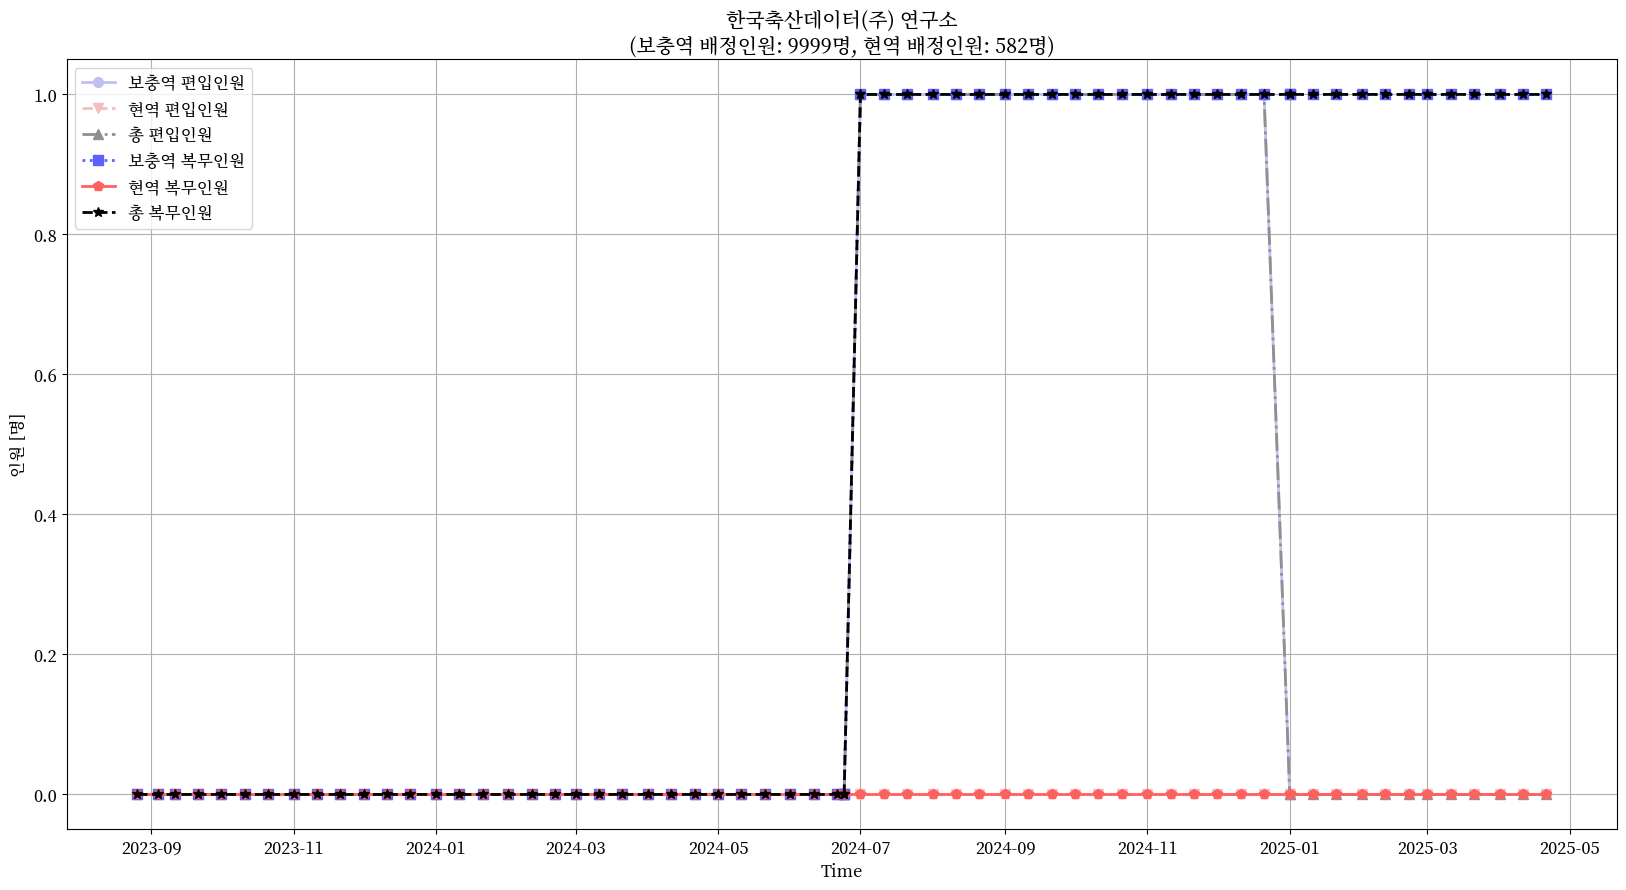 한국축산데이터(주) 연구소
(보충역 배정인원: 9999명, 현역 배정인원: 582명)
보충역 편입인원
현역 편입인원
총 편입인원
보충역 복무인원
현역 복무인원
총 복무인원
1.0
0.8
0.6
0.4
0.2
0.0
인원 [명]
2023-09 2023-11 2024-01 2024-03 2024-05 2024-07 2024-09 2024-11 2025-01 2025-03 2025-05
Time